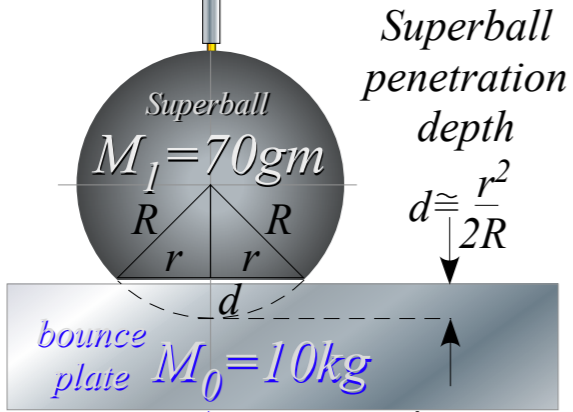 Superball
penetration
depth
d≅r²/2R
Superball
M₁=70gm
R R
r r
d
bounce
plate M₀=10kg